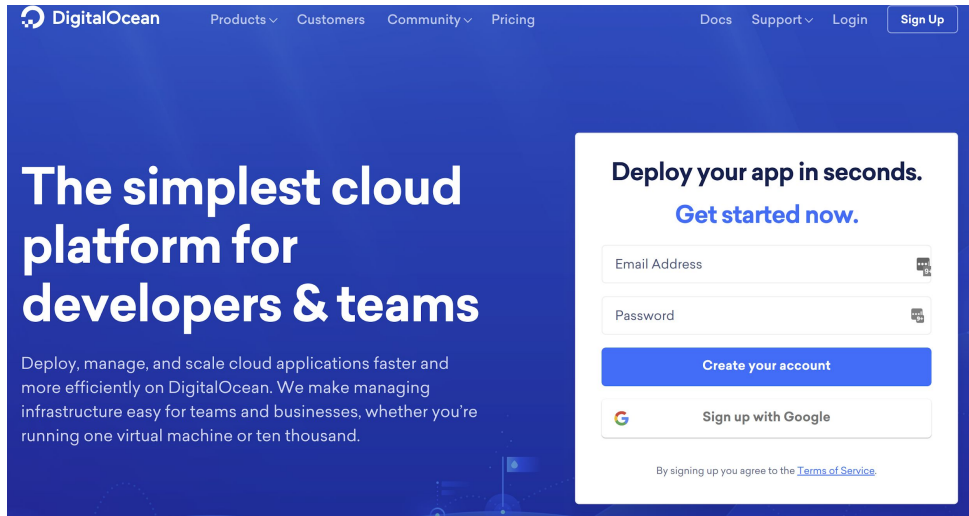 DigitalOcean Products Customers Community Pricing Docs Support Login Sign Up
The simplest cloud
platform for
developers & teams
Deploy, manage, and scale cloud applications faster and
more efficiently on DigitalOcean. We make managing
infrastructure easy for teams and businesses, whether you're
running one virtual machine or ten thousand.
Deploy your app in seconds.
Get started now.
Email Address
9+
Password
9+
Create your account
G Sign up with Google
By signing up you agree to the Terms of Service.